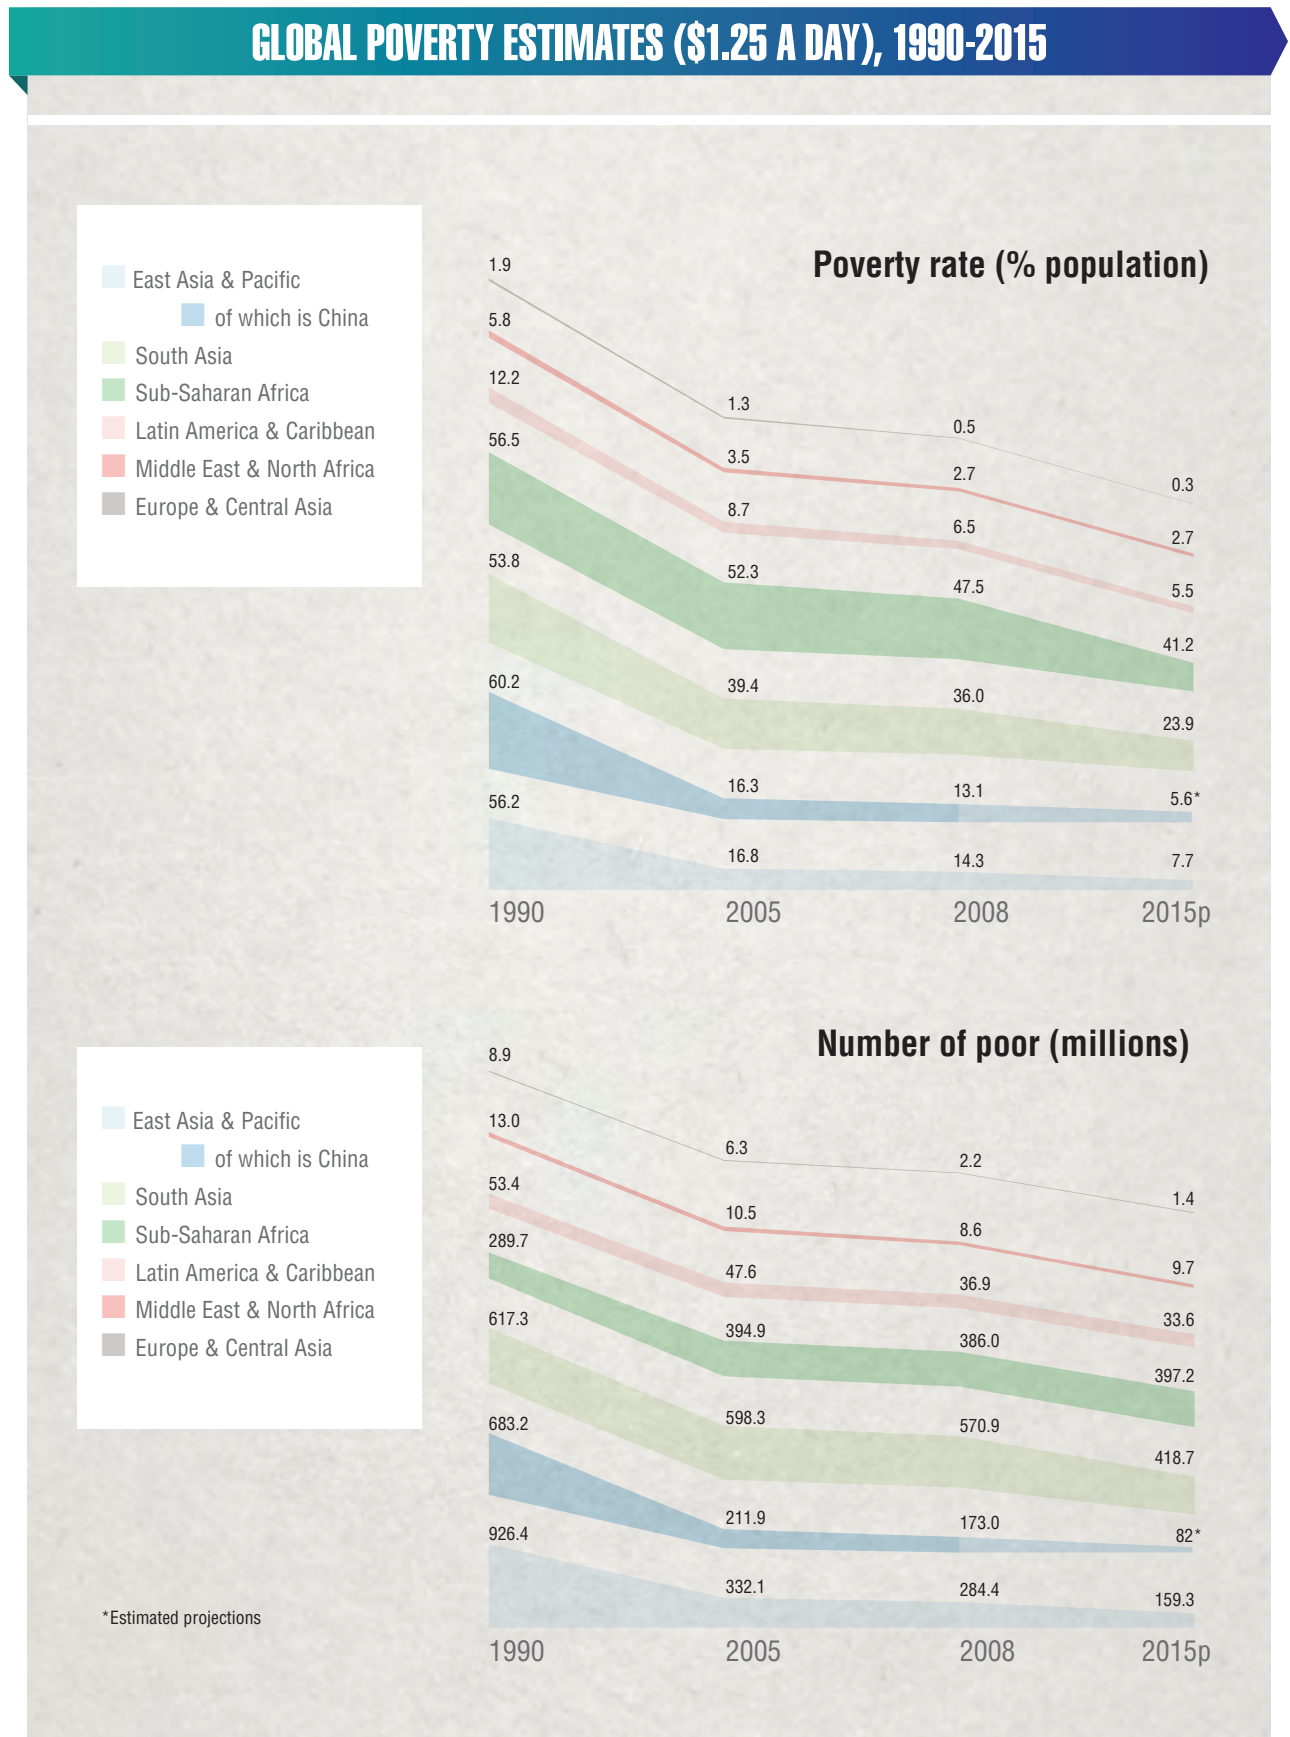 GLOBAL POVERTY ESTIMATES ($1.25 A DAY), 1990-2015
Poverty rate (% population)
East Asia & Pacific
of which is China
South Asia
Sub-Saharan Africa
Latin America & Caribbean
Middle East & North Africa
Europe & Central Asia
1.9
1.3
0.5
0.3
5.8
3.5
2.7
2.7
12.2
8.7
6.5
5.5
56.5
52.3
47.5
41.2
53.8
39.4
36.0
23.9
60.2
16.3
13.1
5.6*
56.2
16.8
14.3
7.7
1990 2005 2008 2015p
Number of poor (millions)
East Asia & Pacific
of which is China
South Asia
Sub-Saharan Africa
Latin America & Caribbean
Middle East & North Africa
Europe & Central Asia
8.9
6.3
2.2
1.4
13.0
10.5
8.6
9.7
53.4
47.6
36.9
33.6
289.7
394.9
386.0
397.2
617.3
598.3
570.9
418.7
683.2
211.9
173.0
82*
926.4
332.1
284.4
159.3
1990 2005 2008 2015p
*Estimated projections